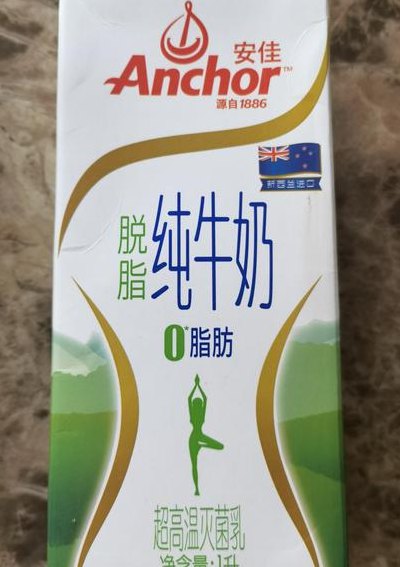 安佳
Anchor™
源自1886
新西兰进口
脱脂
纯牛奶
0*脂肪
超高温灭菌乳
净含量:1升